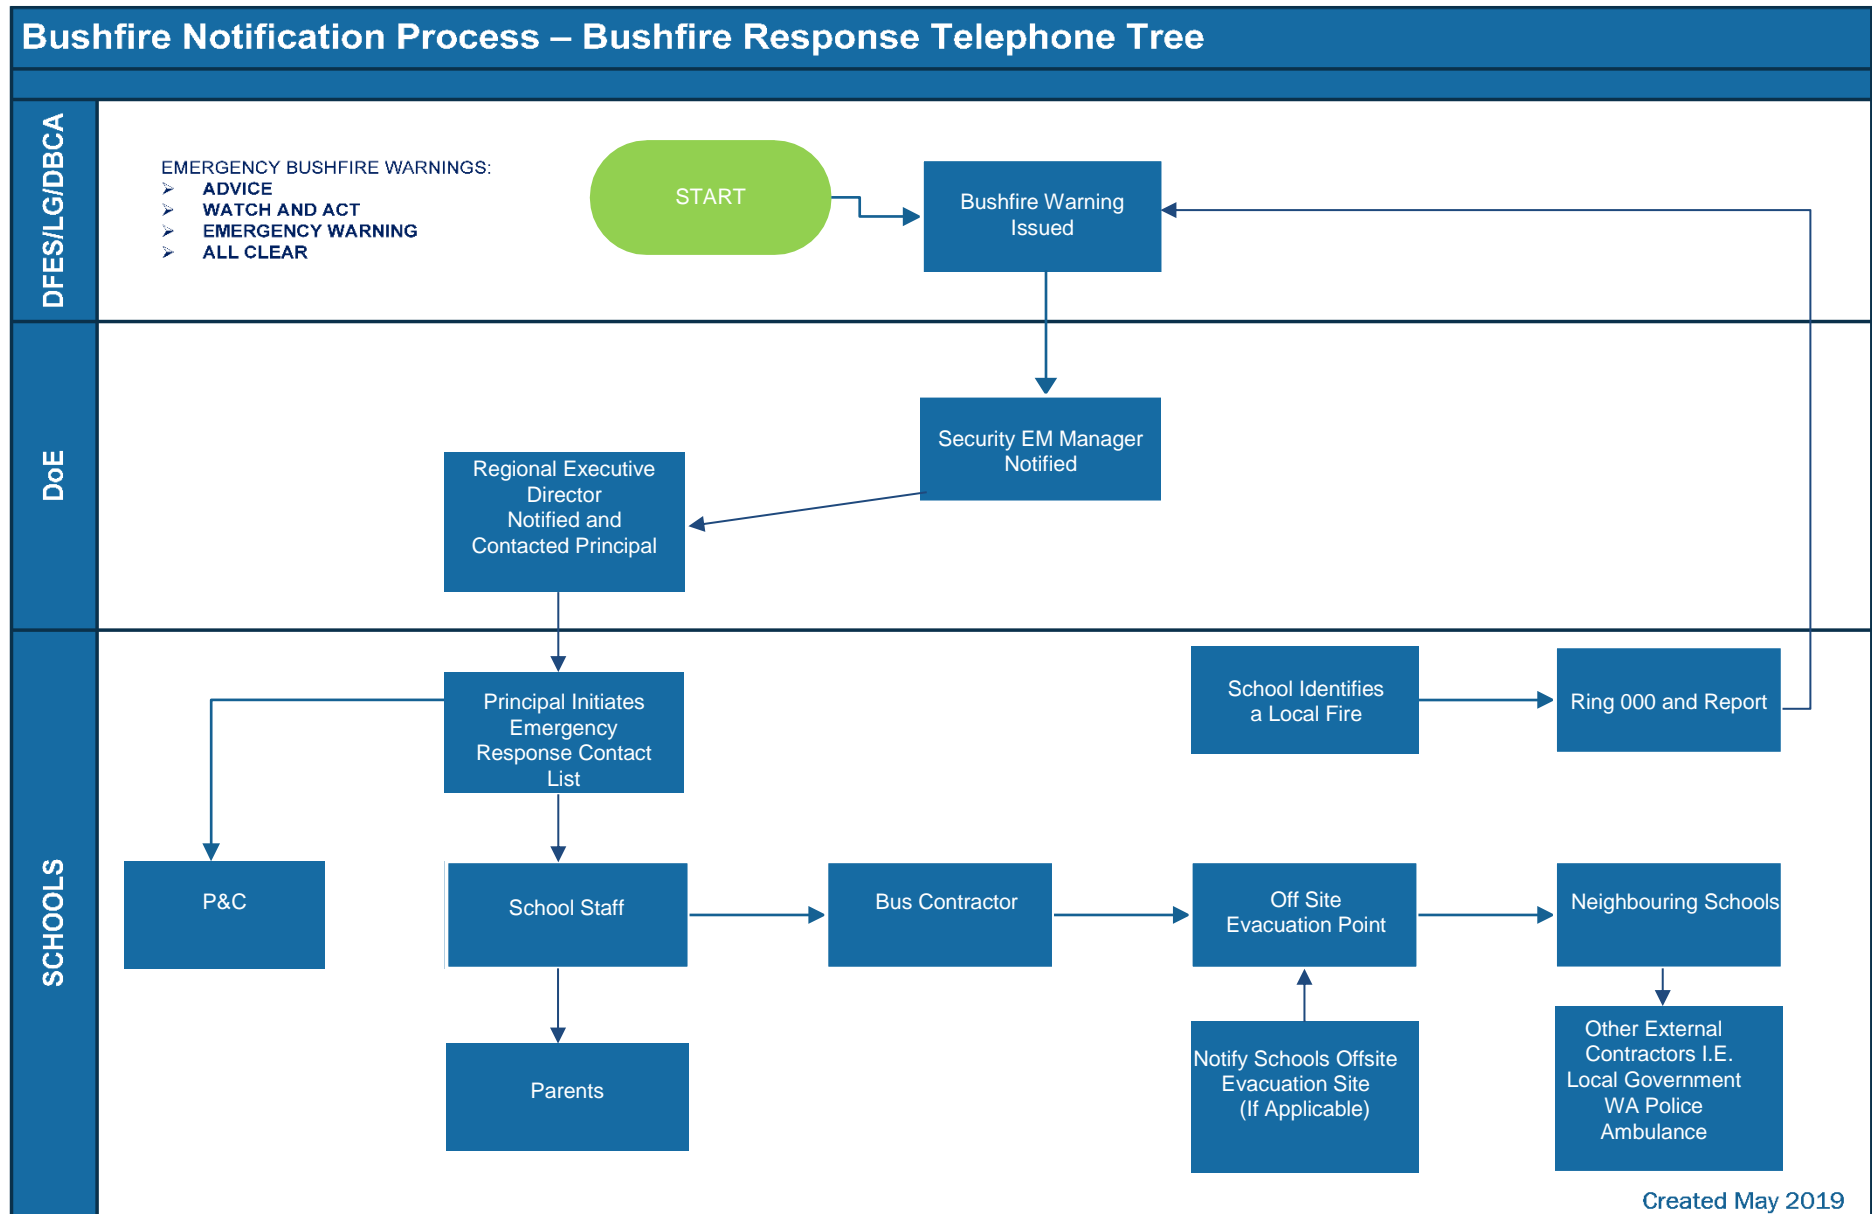 Bushfire Notification Process – Bushfire Response Telephone Tree
DFES/LG/DBCA
EMERGENCY BUSHFIRE WARNINGS:
➢ ADVICE
➢ WATCH AND ACT
➢ EMERGENCY WARNING
➢ ALL CLEAR
START
Bushfire Warning
Issued
DoE
Security EM Manager
Notified
Regional Executive
Director
Notified and
Contacted Principal
SCHOOLS
Principal Initiates
Emergency
Response Contact
List
School Identifies
a Local Fire
Ring 000 and Report
P&C
School Staff
Bus Contractor
Off Site
Evacuation Point
Neighbouring Schools
Parents
Notify Schools Offsite
Evacuation Site
(If Applicable)
Other External
Contractors I.E.
Local Government
WA Police
Ambulance
Created May 2019